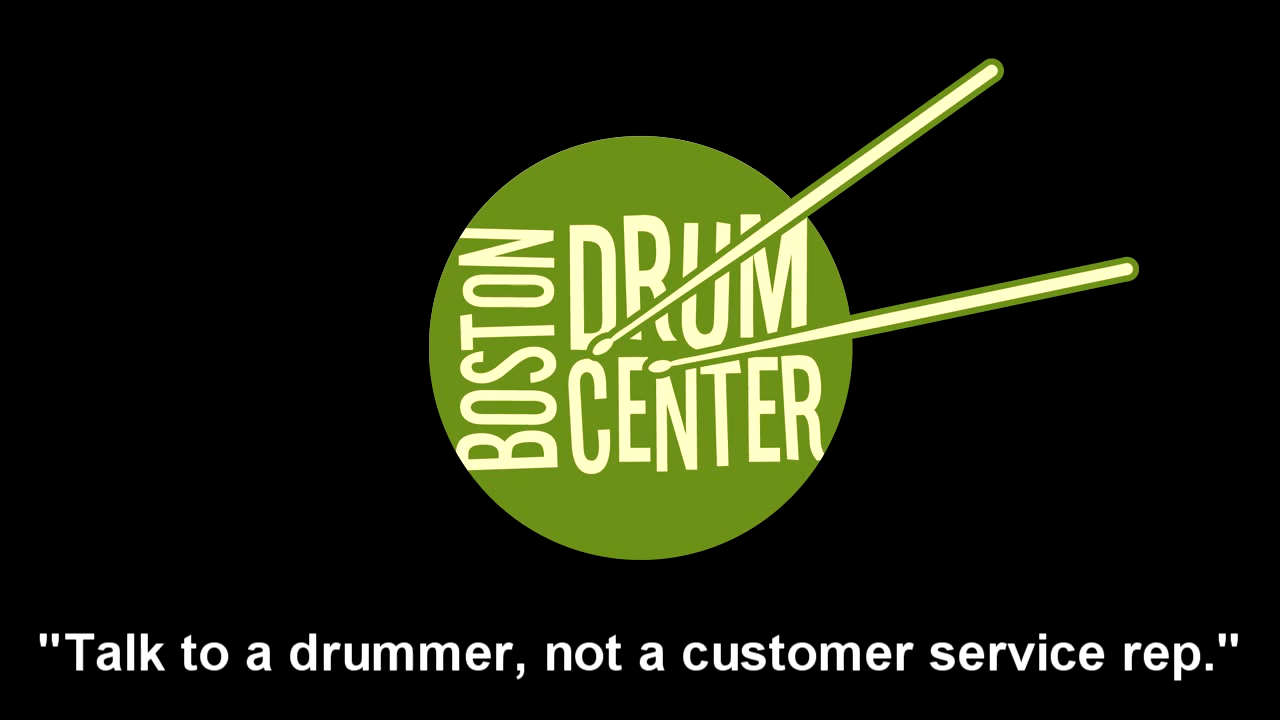 BOSTON
DRUM
CENTER
"Talk to a drummer, not a customer service rep."